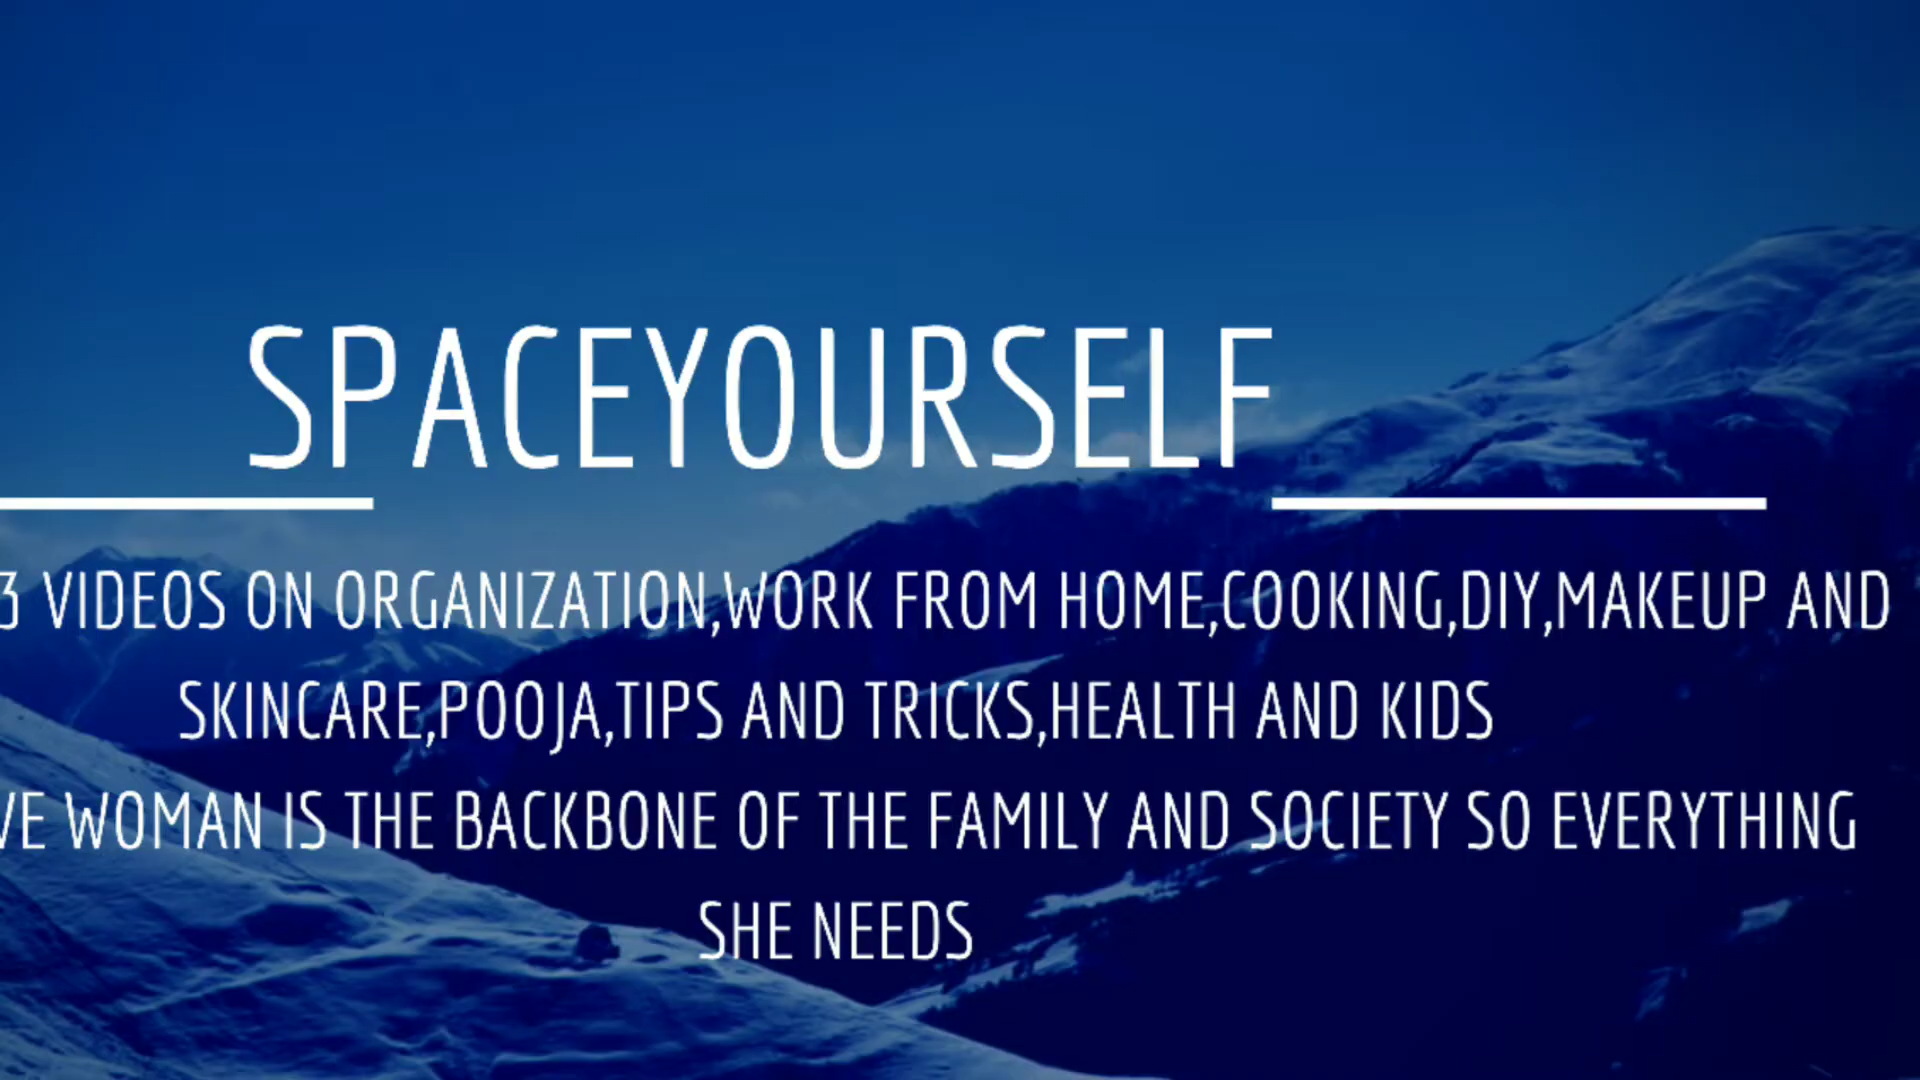 SPACEYOURSELF
3 VIDEOS ON ORGANIZATION,WORK FROM HOME,COOKING,DIY,MAKEUP AND
SKINCARE,POOJA,TIPS AND TRICKS,HEALTH AND KIDS
WOMAN IS THE BACKBONE OF THE FAMILY AND SOCIETY SO EVERYTHING
SHE NEEDS